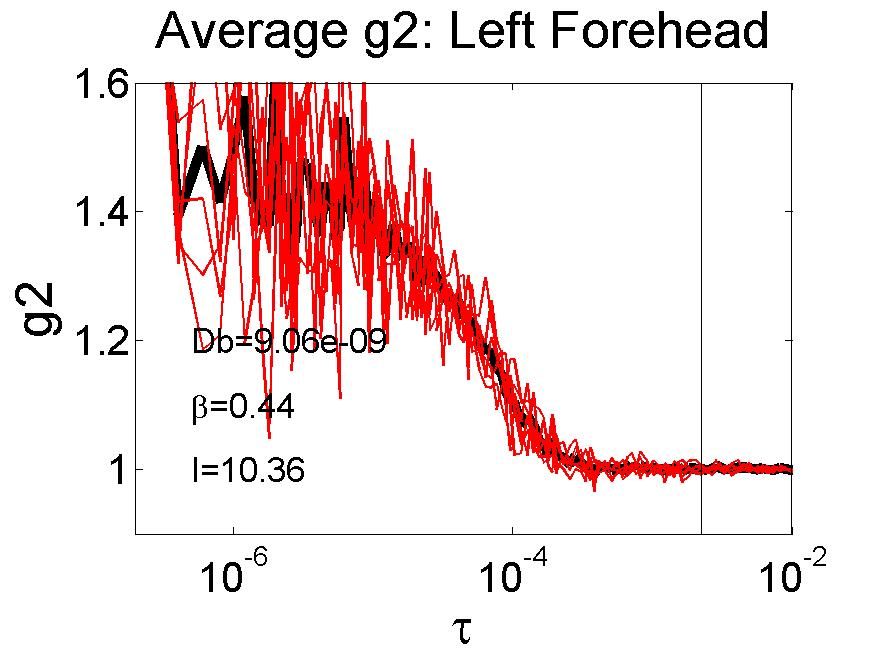 Average g2: Left Forehead
1.6
1.4
1.2
1
g2
Db=9.06e-09
β=0.44
I=10.36
10^-6
10^-4
10^-2
τ